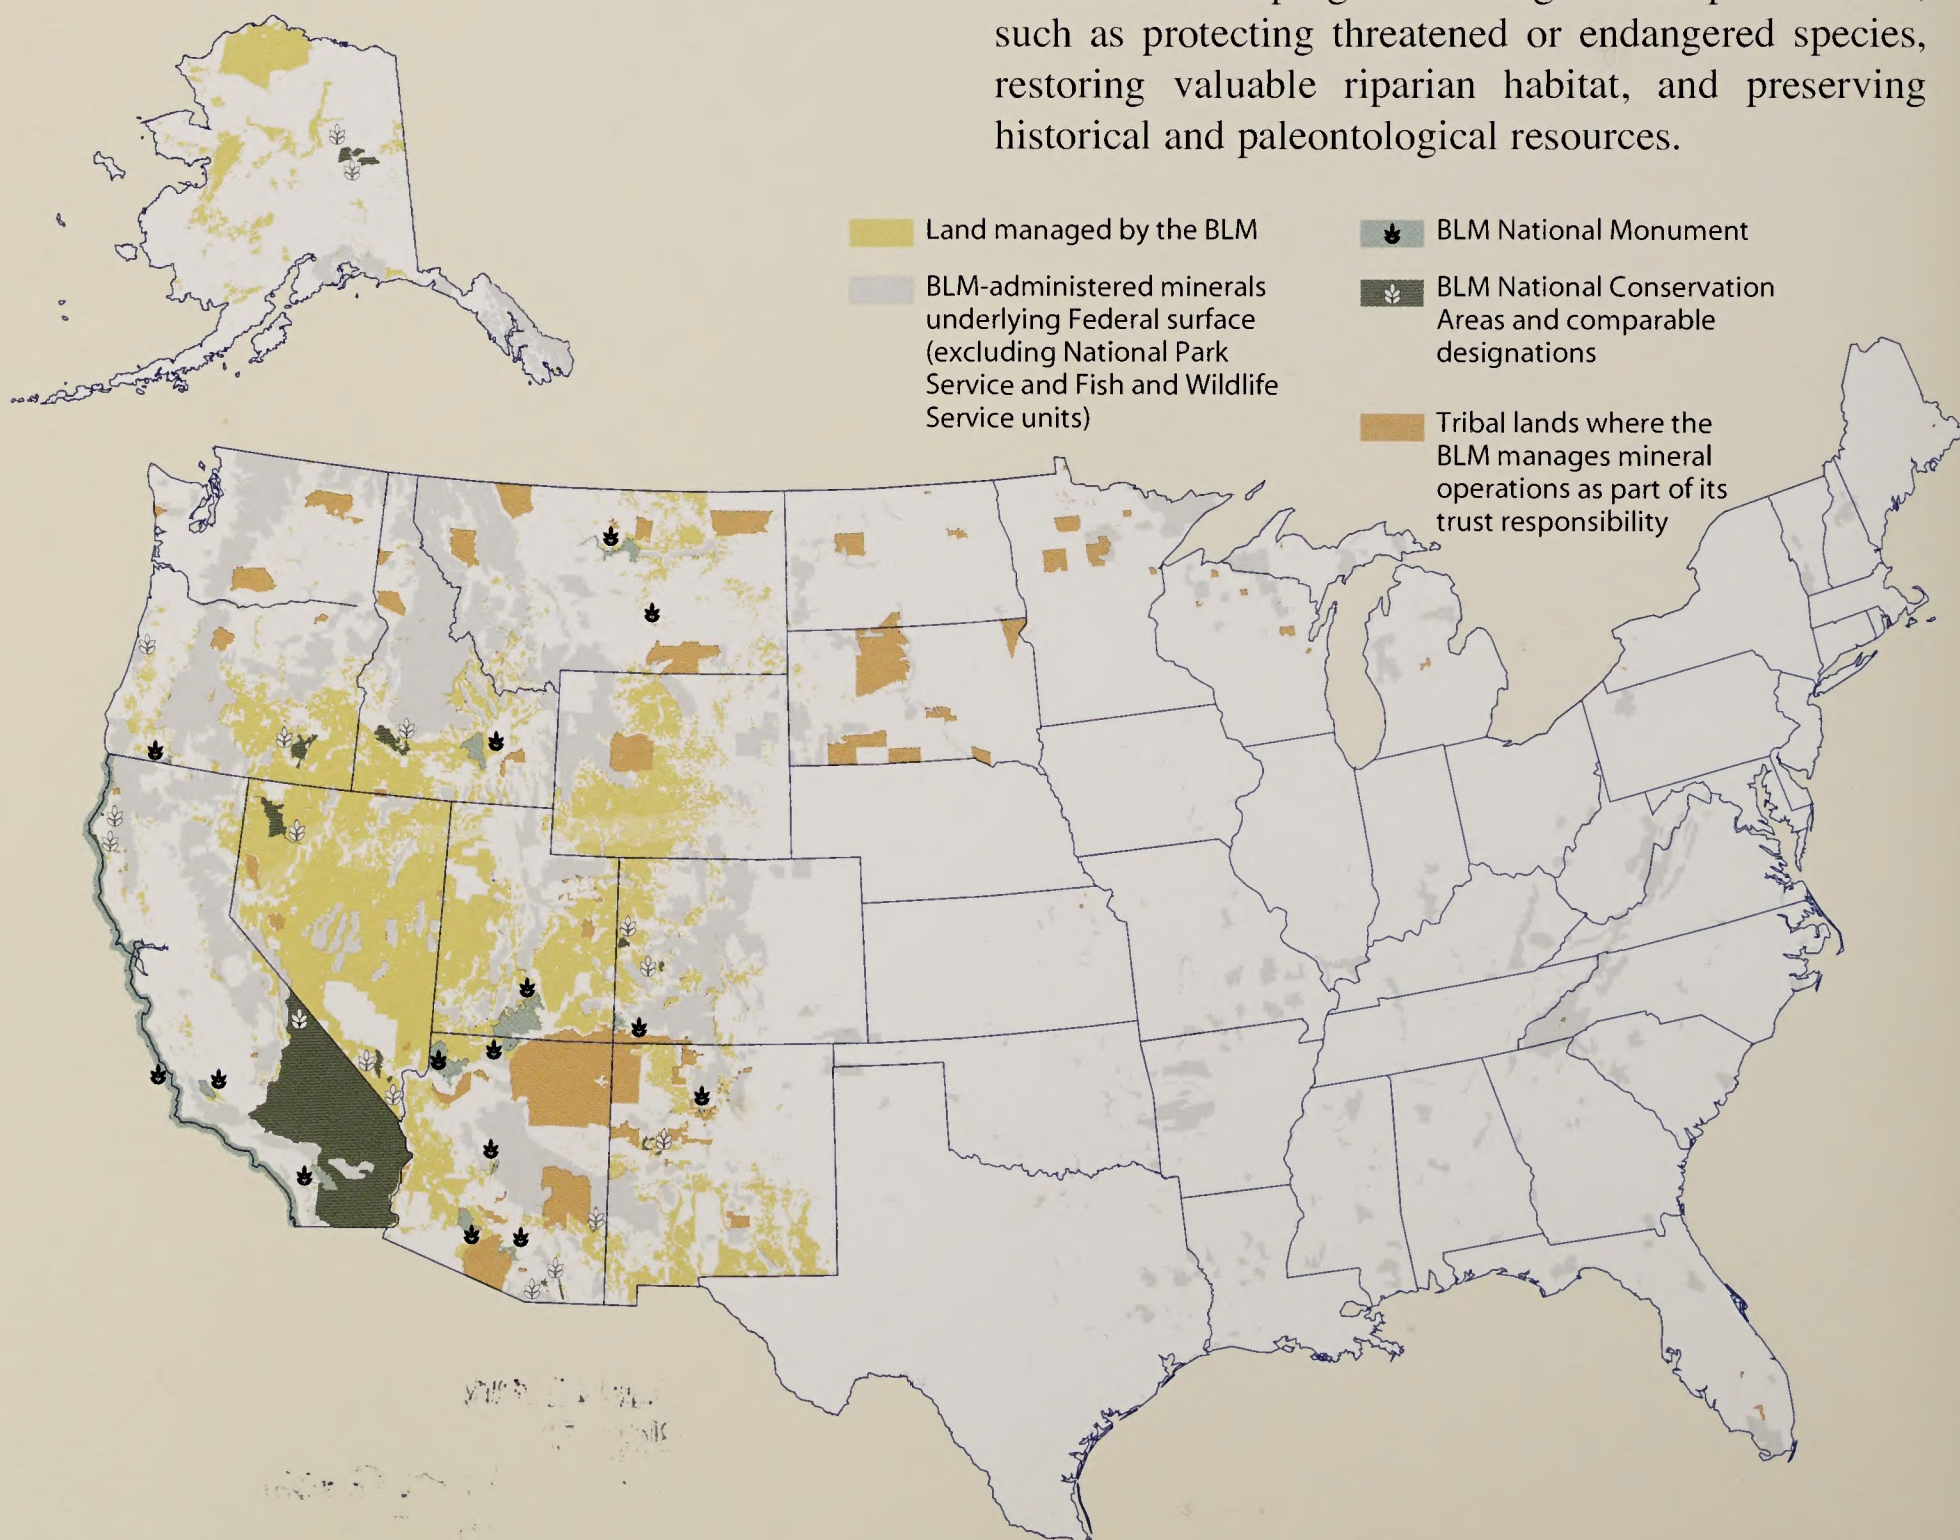 such as protecting threatened or endangered species,
restoring valuable riparian habitat, and preserving
historical and paleontological resources.
Land managed by the BLM
BLM-administered minerals
underlying Federal surface
(excluding National Park
Service and Fish and Wildlife
Service units)
BLM National Monument
BLM National Conservation
Areas and comparable
designations
Tribal lands where the
BLM manages mineral
operations as part of its
trust responsibility